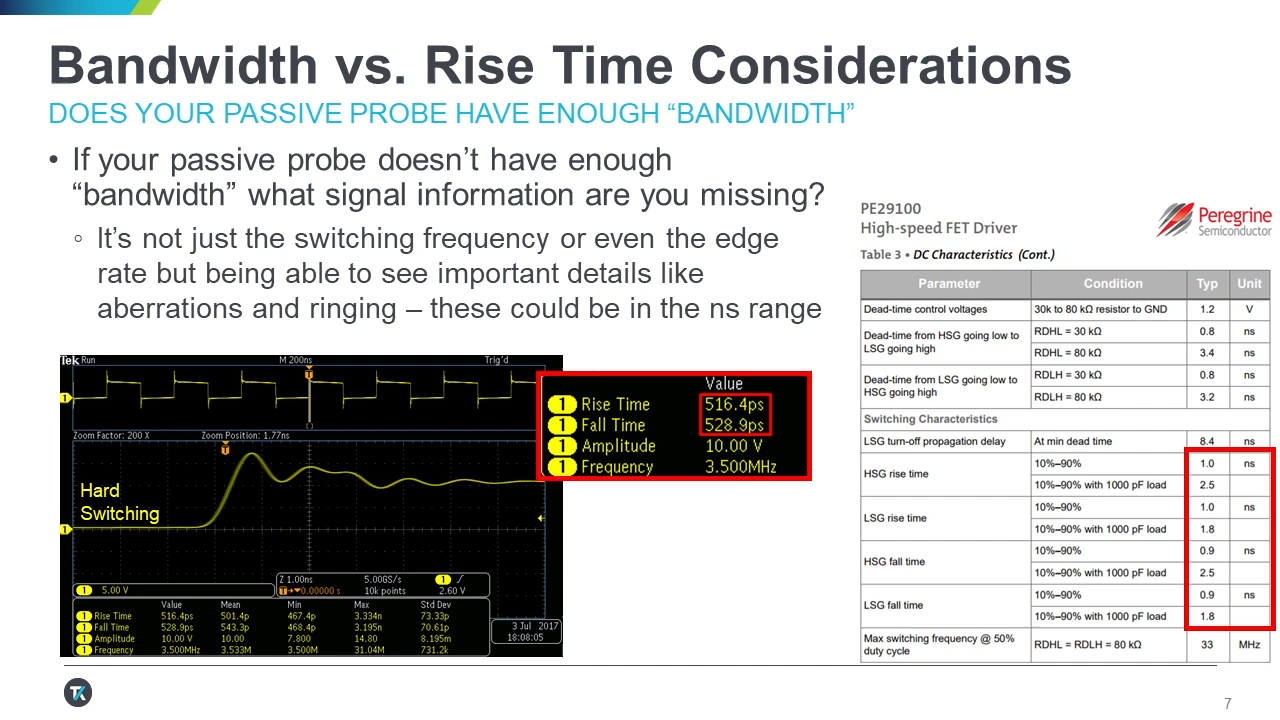 Bandwidth vs. Rise Time Considerations
DOES YOUR PASSIVE PROBE HAVE ENOUGH “BANDWIDTH”
• If your passive probe doesn’t have enough
“bandwidth” what signal information are you missing?
◦ It’s not just the switching frequency or even the edge
rate but being able to see important details like
aberrations and ringing – these could be in the ns range
Tek Run M 200ns Trig'd
Zoom Factor: 200 X Zoom Position: 1.77ns
Hard
Switching
1 5.00 V
Z 1.00ns 5.00GS/s 1
0.00000 s 10k points 2.60 V
Value Mean Min Max Std Dev
1 Rise Time 516.4ps 501.4p 467.4p 3.334n 73.33p
1 Fall Time 528.9ps 543.3p 468.4p 3.195n 70.61p
1 Amplitude 10.00 V 10.00 7.800 14.80 8.195m
1 Frequency 3.500MHz 3.533M 3.500M 31.04M 731.2k
3 Jul 2017
18:08:05
Value
1 Rise Time 516.4ps
1 Fall Time 528.9ps
1 Amplitude 10.00 V
1 Frequency 3.500MHz
PE29100
High-speed FET Driver
Peregrine
Semiconductor
Table 3 • DC Characteristics (Cont.)
Parameter Condition Typ Unit
Dead-time control voltages 30k to 80 kΩ resistor to GND 1.2 V
Dead-time from HSG going low to
LSG going high
RDHL = 30 kΩ 0.8 ns
RDHL = 80 kΩ 3.4 ns
Dead-time from LSG going low to
HSG going high
RDLH = 30 kΩ 0.8 ns
RDLH = 80 kΩ 3.2 ns
Switching Characteristics
LSG turn-off propagation delay At min dead time 8.4 ns
HSG rise time
10%–90% 1.0 ns
10%–90% with 1000 pF load 2.5
LSG rise time
10%–90% 1.0 ns
10%–90% with 1000 pF load 1.8
HSG fall time
10%–90% 0.9 ns
10%–90% with 1000 pF load 2.5
LSG fall time
10%–90% 0.9 ns
10%–90% with 1000 pF load 1.8
Max switching frequency @ 50%
duty cycle
RDHL = RDLH = 80 kΩ 33 MHz
7